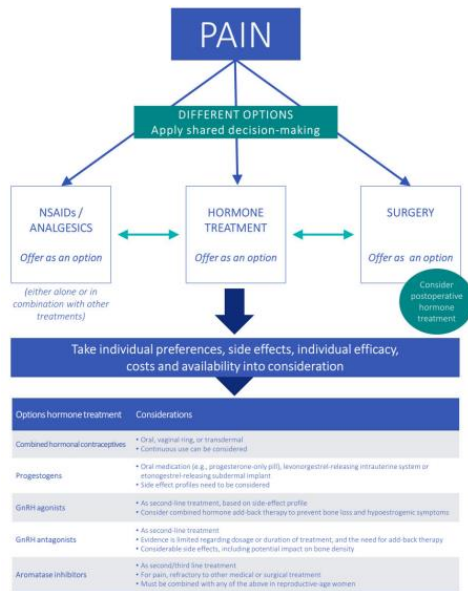 PAIN
DIFFERENT OPTIONS
Apply shared decision-making
NSAIDs /
ANALGESICS
Offer as an option
(either alone or in
combination with other
treatments)
HORMONE
TREATMENT
Offer as an option
SURGERY
Offer as an option
Consider
postoperative
hormone
treatment
Take individual preferences, side effects, individual efficacy,
costs and availability into consideration
Options hormone treatment Considerations
Combined hormonal contraceptives
• Oral, vaginal ring, or transdermal
• Continuous use can be considered
Progestogens
• Oral medication (e.g., progesterone-only pill), levonorgestrel-releasing intrauterine system or
etonogestrel-releasing subdermal implant
• Side effect profiles need to be considered
GnRH agonists
• As second-line treatment, based on side-effect profile
• Consider combined hormone add-back therapy to prevent bone loss and hypoestrogenic symptoms
GnRH antagonists
• As second-line treatment
• Evidence is limited regarding dosage or duration of treatment, and the need for add-back therapy
• Considerable side effects, including potential impact on bone density
Aromatase inhibitors
• As second/third line treatment
• For pain, refractory to other medical or surgical treatment
• Must be combined with any of the above in reproductive-age women